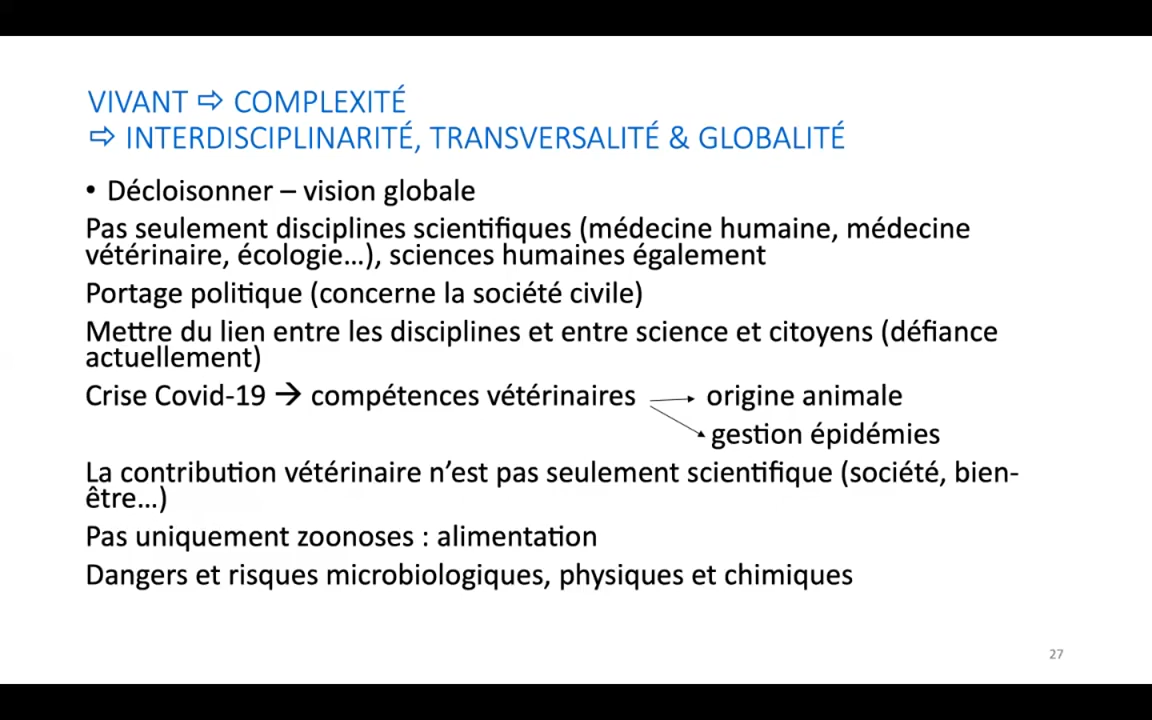 VIVANT ⇨ COMPLEXITÉ
⇨ INTERDISCIPLINARITÉ, TRANSVERSALITÉ & GLOBALITÉ
• Décloisonner – vision globale
Pas seulement disciplines scientifiques (médecine humaine, médecine
vétérinaire, écologie…), sciences humaines également
Portage politique (concerne la société civile)
Mettre du lien entre les disciplines et entre science et citoyens (défiance
actuellement)
Crise Covid-19 → compétences vétérinaires → origine animale
gestion épidémies
La contribution vétérinaire n’est pas seulement scientifique (société, bien-
être…)
Pas uniquement zoonoses : alimentation
Dangers et risques microbiologiques, physiques et chimiques
27